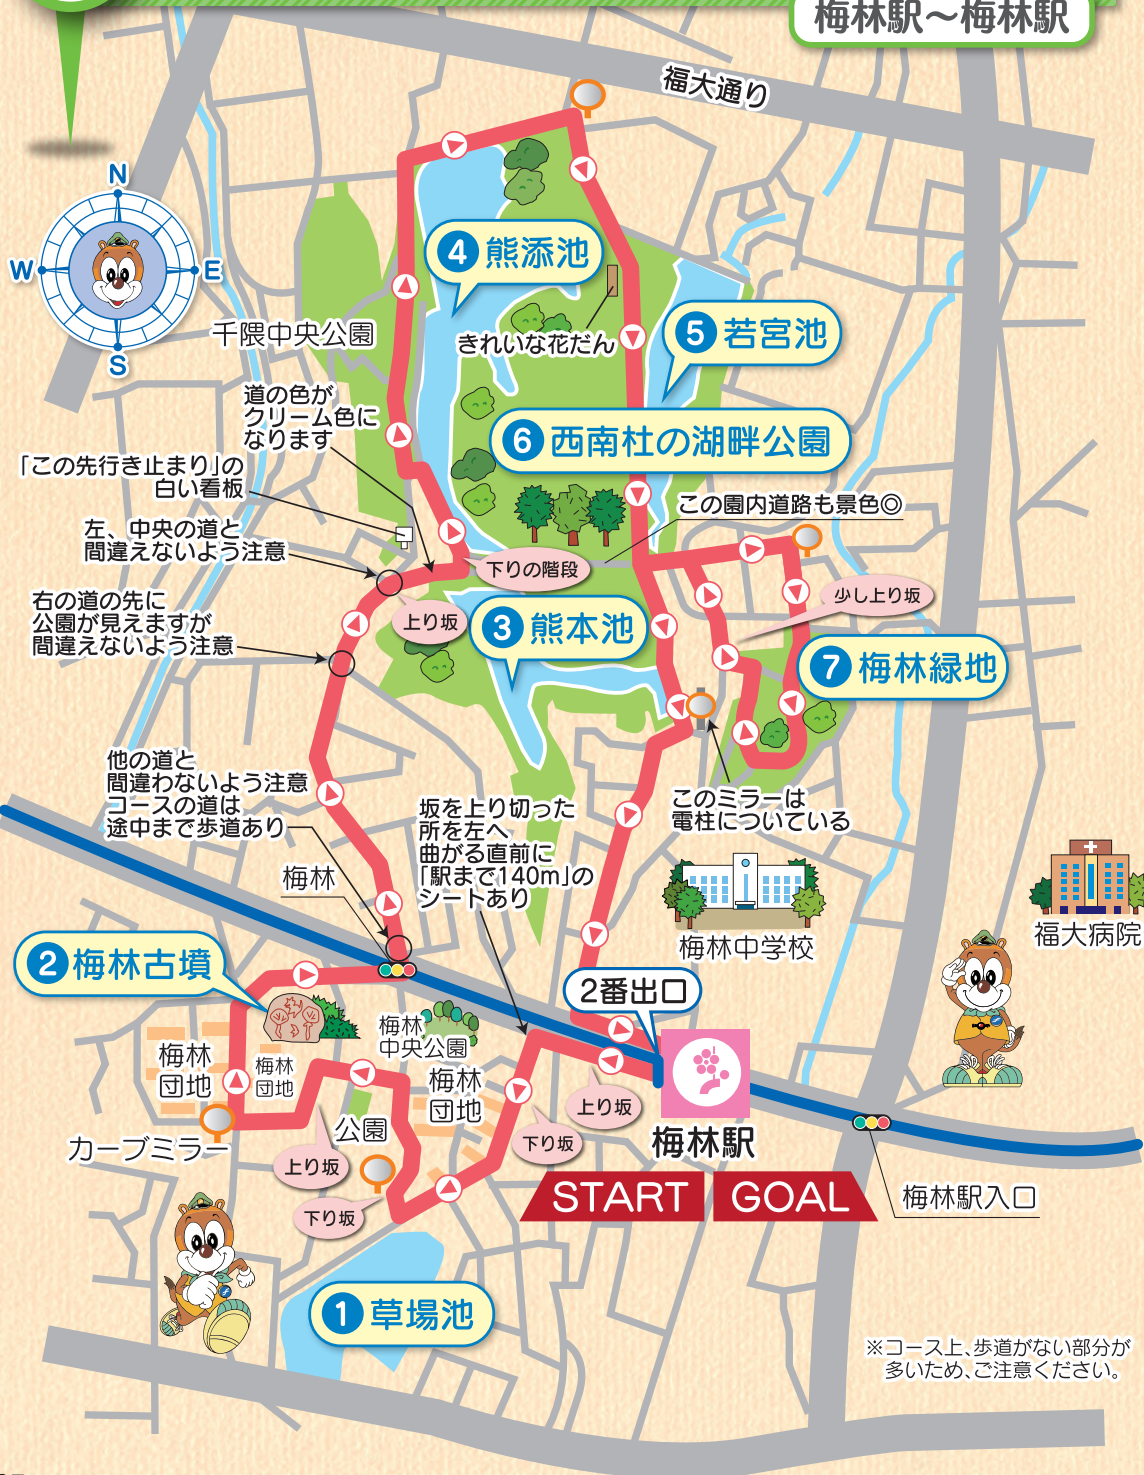 梅林駅～梅林駅
福大通り
N
W
E
S
4 熊添池
千隈中央公園
きれいな花だん
5 若宮池
道の色が
クリーム色に
なります
6 西南杜の湖畔公園
「この先行き止まり」の
白い看板
この園内道路も景色◎
左、中央の道と
間違えないよう注意
下りの階段
右の道の先に
公園が見えますが
間違えないよう注意
上り坂
3 熊本池
少し上り坂
7 梅林緑地
他の道と
間違わないよう注意
コースの道は
途中まで歩道あり
坂を上り切った
所を左へ
曲がる直前に
「駅まで140m」の
シートあり
このミラーは
電柱についている
梅林
梅林中学校
福大病院
2 梅林古墳
2番出口
梅林
中央公園
梅林
団地
梅林
団地
梅林
団地
カーブミラー
公園
上り坂
下り坂
上り坂
下り坂
梅林駅
START
GOAL
梅林駅入口
1 草場池
※コース上、歩道がない部分が
多いため、ご注意ください。